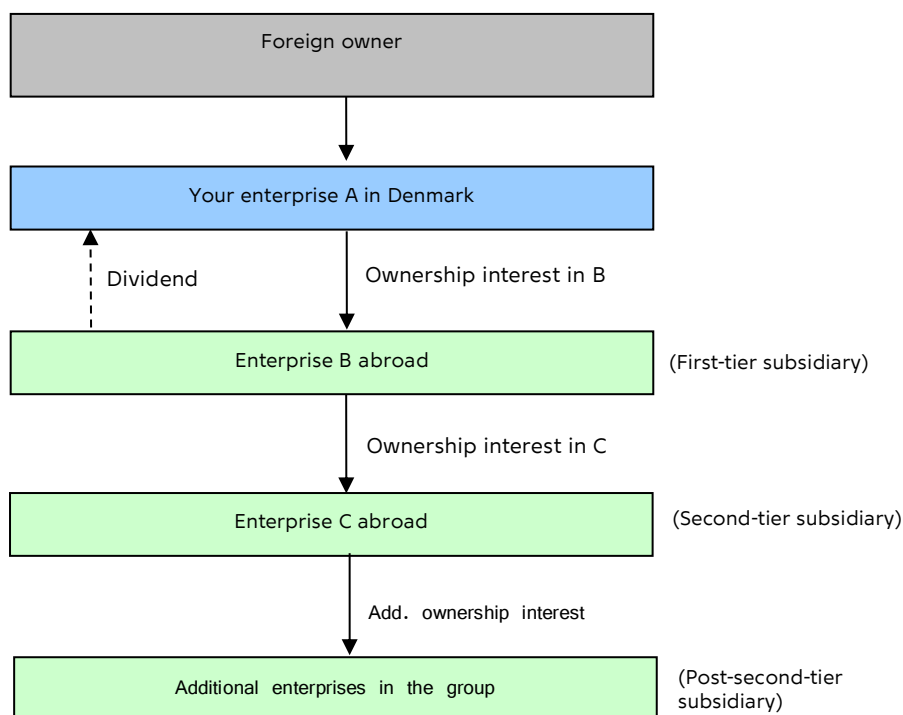 Foreign owner
Your enterprise A in Denmark
Dividend
Ownership interest in B
Enterprise B abroad
(First-tier subsidiary)
Ownership interest in C
Enterprise C abroad
(Second-tier subsidiary)
Add. ownership interest
Additional enterprises in the group
(Post-second-tier
subsidiary)